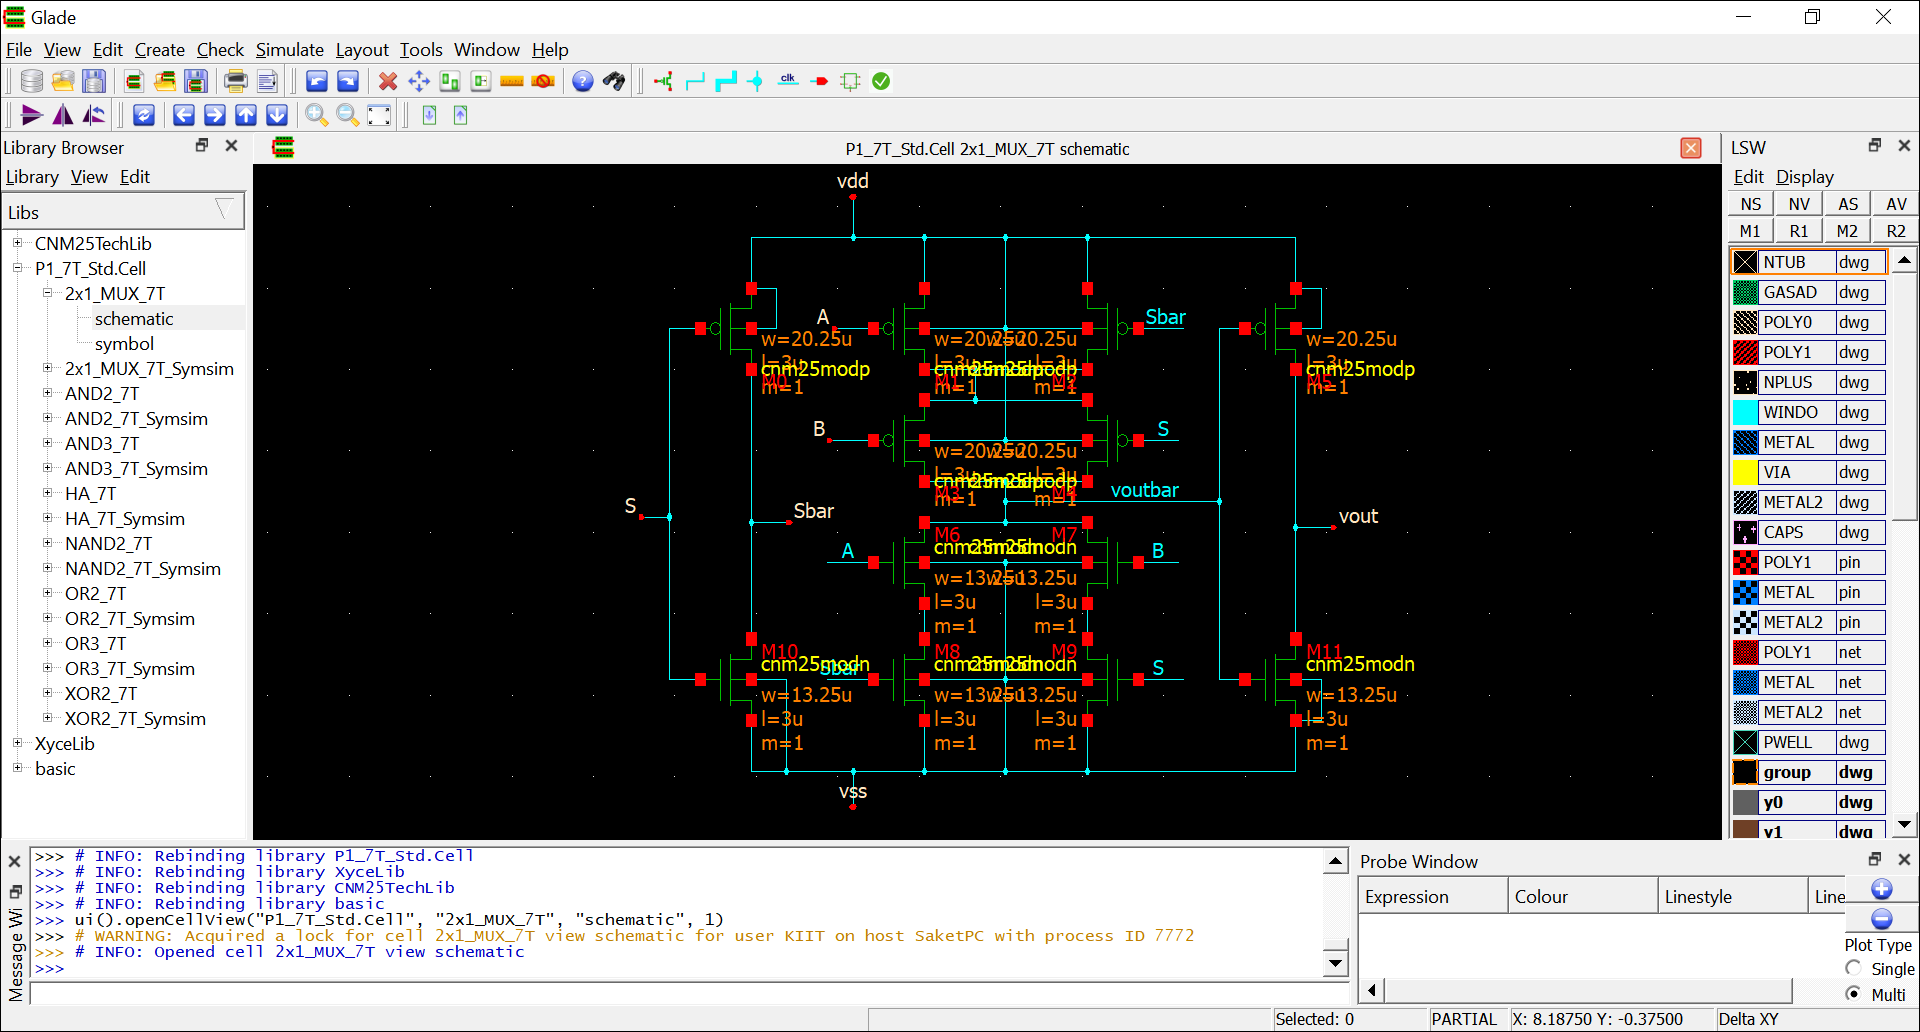 Glade
File View Edit Create Check Simulate Layout Tools Window Help
clk
Library Browser
Library View Edit
Libs
CNM25TechLib
P1_7T_Std.Cell
2x1_MUX_7T
schematic
symbol
2x1_MUX_7T_Symsim
AND2_7T
AND2_7T_Symsim
AND3_7T
AND3_7T_Symsim
HA_7T
HA_7T_Symsim
NAND2_7T
NAND2_7T_Symsim
OR2_7T
OR2_7T_Symsim
OR3_7T
OR3_7T_Symsim
XOR2_7T
XOR2_7T_Symsim
XyceLib
basic
P1_7T_Std.Cell 2x1_MUX_7T schematic
vdd
A
Sbar
w=20.25u w=20.25u w=20.25u w=20.25u
l=3u l=3u l=3u l=3u
cnm25modp cnm25modp cnm25modp cnm25modp
M0 M1 M2 M5
m=1 m=1 m=1 m=1
B
S
w=20.25u w=20.25u
l=3u l=3u
cnm25modp cnm25modp
M3 M4
m=1 m=1
voutbar
S
Sbar
vout
M6 M7
A
cnm25modn cnm25modn
B
w=13.25u w=13.25u
l=3u l=3u
m=1 m=1
M10 M8 M9 M11
cnm25modn cnm25modn cnm25modn cnm25modn
Sbar
S
w=13.25u w=13.25u w=13.25u w=13.25u
l=3u l=3u l=3u l=3u
m=1 m=1 m=1 m=1
vss
LSW
Edit Display
NS NV AS AV
M1 R1 M2 R2
NTUB dwg
GASAD dwg
POLY0 dwg
POLY1 dwg
NPLUS dwg
WINDO dwg
METAL dwg
VIA dwg
METAL2 dwg
CAPS dwg
POLY1 pin
METAL pin
METAL2 pin
POLY1 net
METAL net
METAL2 net
PWELL dwg
group dwg
y0 dwg
y1 dwg
Message Wi
>>> # INFO: Rebinding library P1_7T_Std.Cell
>>> # INFO: Rebinding library XyceLib
>>> # INFO: Rebinding library CNM25TechLib
>>> # INFO: Rebinding library basic
>>> ui().openCellView("P1_7T_Std.Cell", "2x1_MUX_7T", "schematic", 1)
>>> # WARNING: Acquired a lock for cell 2x1_MUX_7T view schematic for user KIIT on host SaketPC with process ID 7772
>>> # INFO: Opened cell 2x1_MUX_7T view schematic
>>>
Probe Window
Expression Colour Linestyle Line
Plot Type
Single
Multi
Selected: 0 PARTIAL X: 8.18750 Y: -0.37500 Delta XY